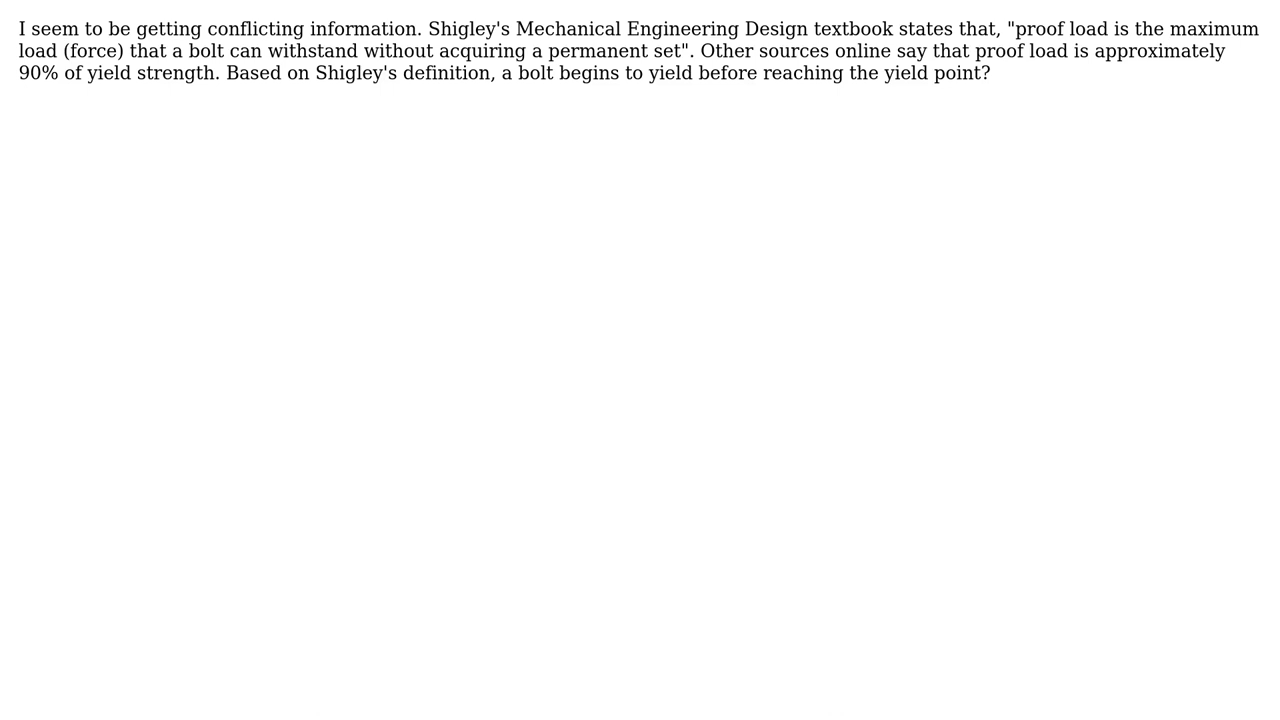 I seem to be getting conflicting information. Shigley's Mechanical Engineering Design textbook states that, "proof load is the maximum
load (force) that a bolt can withstand without acquiring a permanent set". Other sources online say that proof load is approximately
90% of yield strength. Based on Shigley's definition, a bolt begins to yield before reaching the yield point?